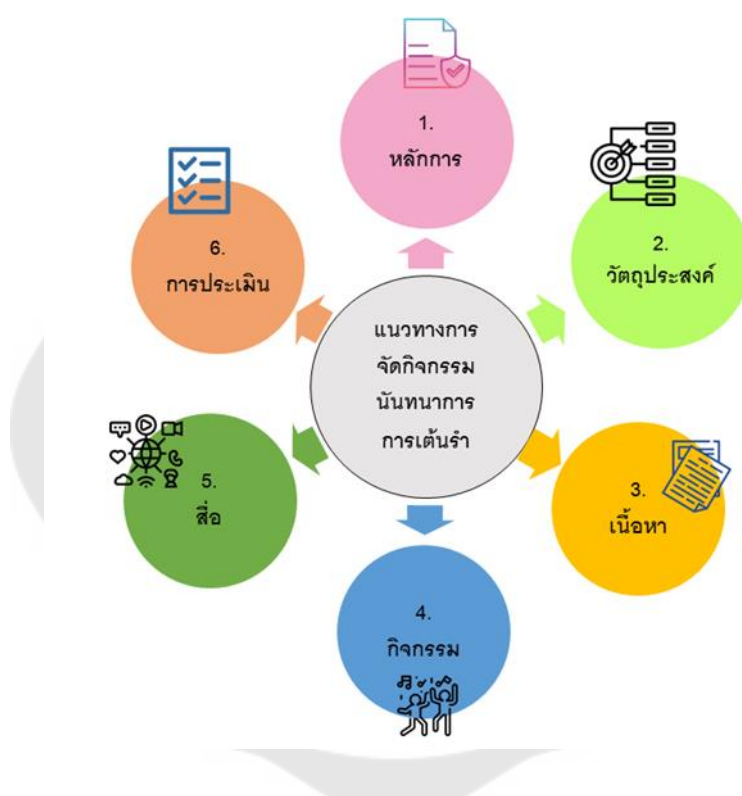 แนวทางการ
จัดกิจกรรม
นันทนาการ
การเต้นรำ
1.
หลักการ
2.
วัตถุประสงค์
3.
เนื้อหา
4.
กิจกรรม
5.
สื่อ
6.
การประเมิน